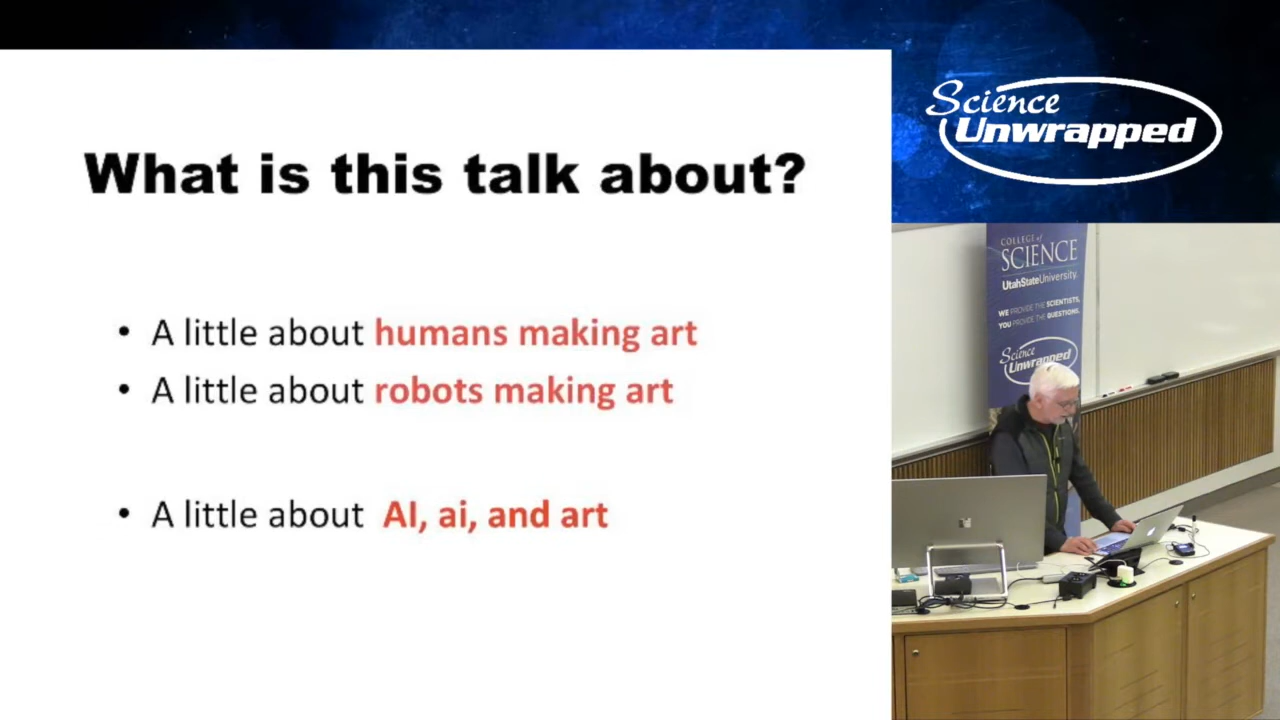 What is this talk about?
• A little about humans making art
• A little about robots making art
• A little about AI, ai, and art
Science
Unwrapped
COLLEGE of
SCIENCE
UtahStateUniversity
WE PROVIDE THE SCIENTISTS,
YOU PROVIDE THE QUESTIONS.
Science
Unwrapped